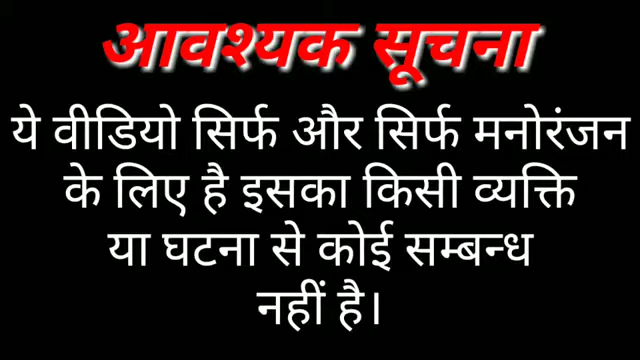 आवश्यक सूचना
ये वीडियो सिर्फ और सिर्फ मनोरंजन
के लिए है इसका किसी व्यक्ति
या घटना से कोई सम्बन्ध
नहीं है।